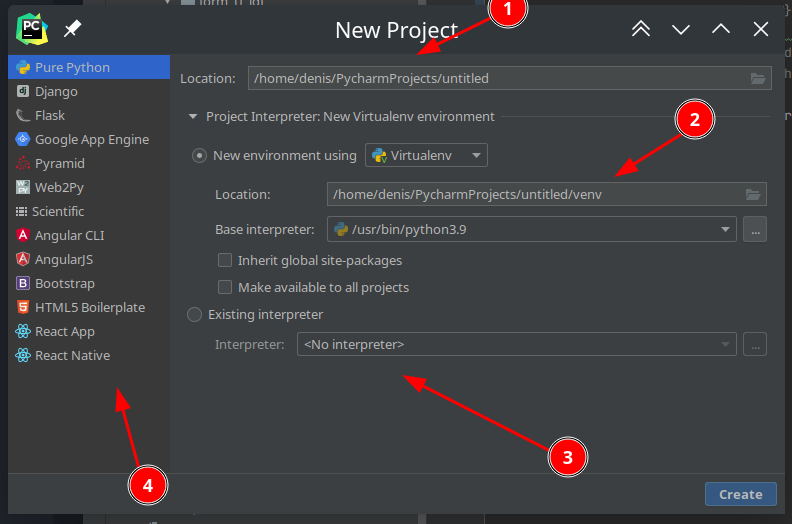 1
PC
New Project
Pure Python
Django
Flask
Google App Engine
Pyramid
Web2Py
Scientific
Angular CLI
AngularJS
Bootstrap
HTML5 Boilerplate
React App
React Native
4
Location: /home/denis/PycharmProjects/untitled
Project Interpreter: New Virtualenv environment
2
New environment using Virtualenv
Location: /home/denis/PycharmProjects/untitled/venv
Base interpreter: /usr/bin/python3.9 ...
Inherit global site-packages
Make available to all projects
Existing interpreter
Interpreter: <No interpreter> ...
3
Create